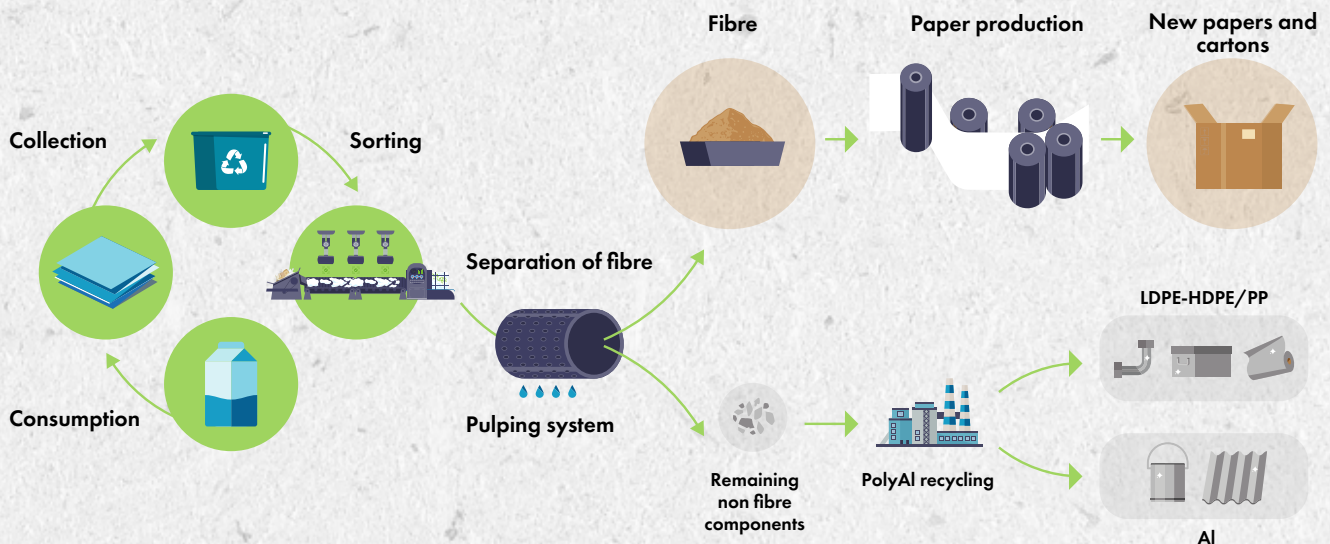 Fibre
Paper production
New papers and
cartons
Collection
Sorting
Separation of fibre
Consumption
Pulping system
Remaining
non fibre
components
PolyAl recycling
LDPE-HDPE/PP
Al